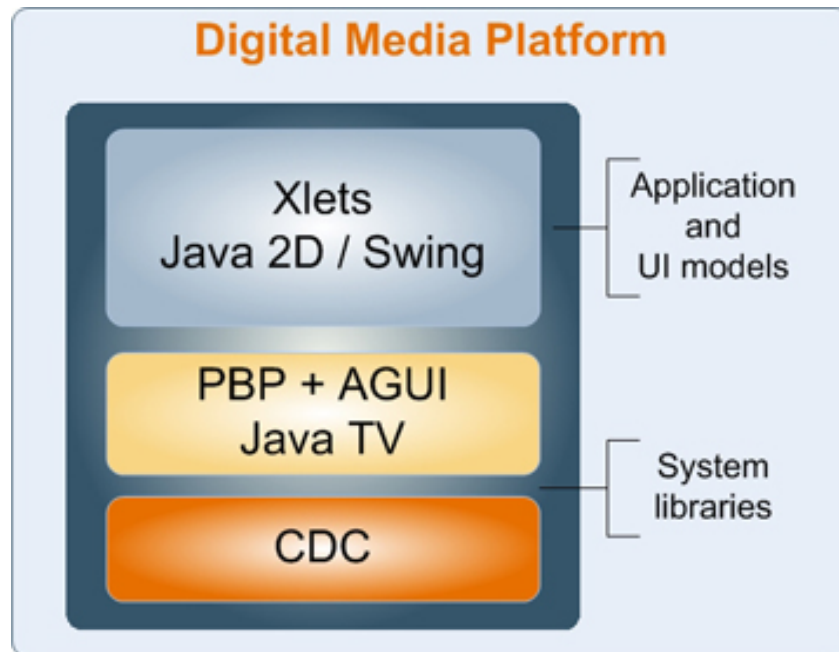 Digital Media Platform
Xlets
Java 2D / Swing
Application
and
UI models
PBP + AGUI
Java TV
System
libraries
CDC